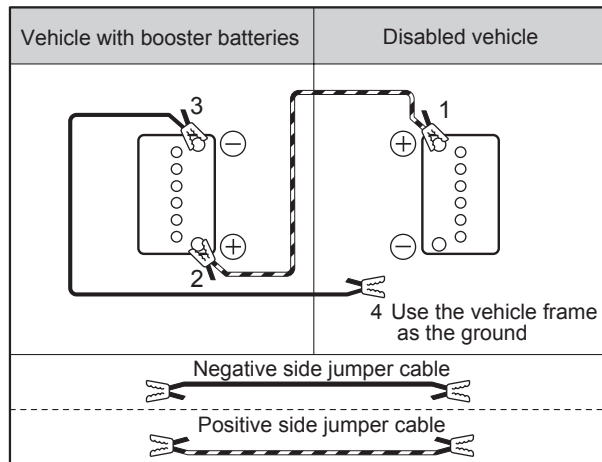 Vehicle with booster batteries
Disabled vehicle
3
1
−
+
+
−
2
4 Use the vehicle frame
as the ground
Negative side jumper cable
Positive side jumper cable